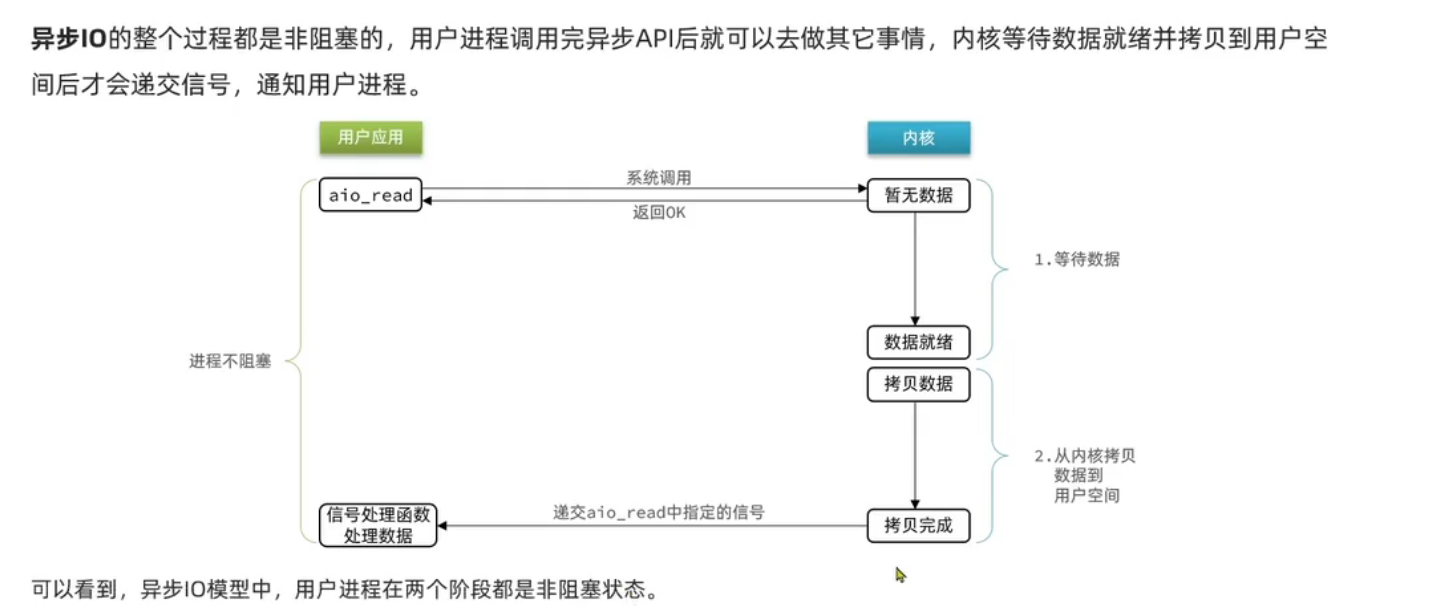 异步IO的整个过程都是非阻塞的，用户进程调用完异步API后就可以去做其它事情，内核等待数据就绪并拷贝到用户空
间后才会递交信号，通知用户进程。
用户应用
内核
aio_read
系统调用
返回OK
暂无数据
1.等待数据
数据就绪
进程不阻塞
拷贝数据
2.从内核拷贝
数据到
用户空间
信号处理函数
处理数据
递交aio_read中指定的信号
拷贝完成
可以看到，异步IO模型中，用户进程在两个阶段都是非阻塞状态。